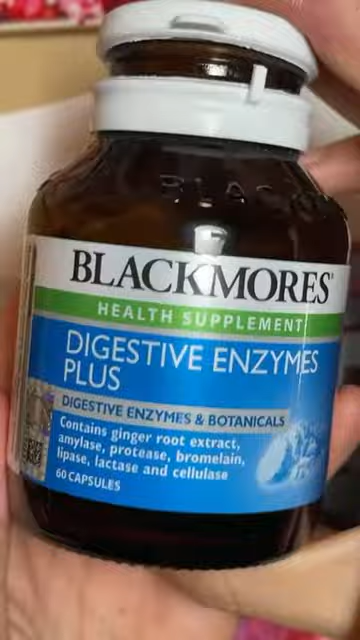 BLACKMORES®
HEALTH SUPPLEMENT
DIGESTIVE ENZYMES
PLUS
DIGESTIVE ENZYMES & BOTANICALS
Contains ginger root extract,
amylase, protease, bromelain,
lipase, lactase and cellulase
60 CAPSULES